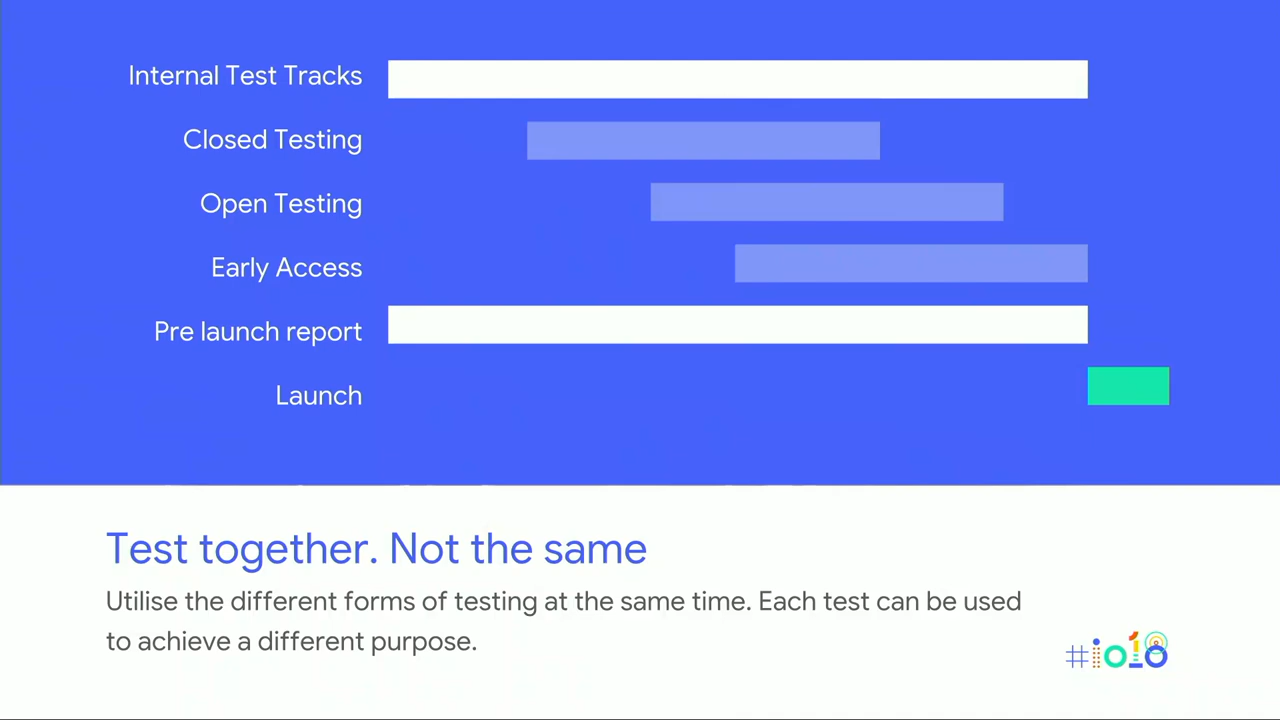 Internal Test Tracks
Closed Testing
Open Testing
Early Access
Pre launch report
Launch
Test together. Not the same
Utilise the different forms of testing at the same time. Each test can be used
to achieve a different purpose.
#io18